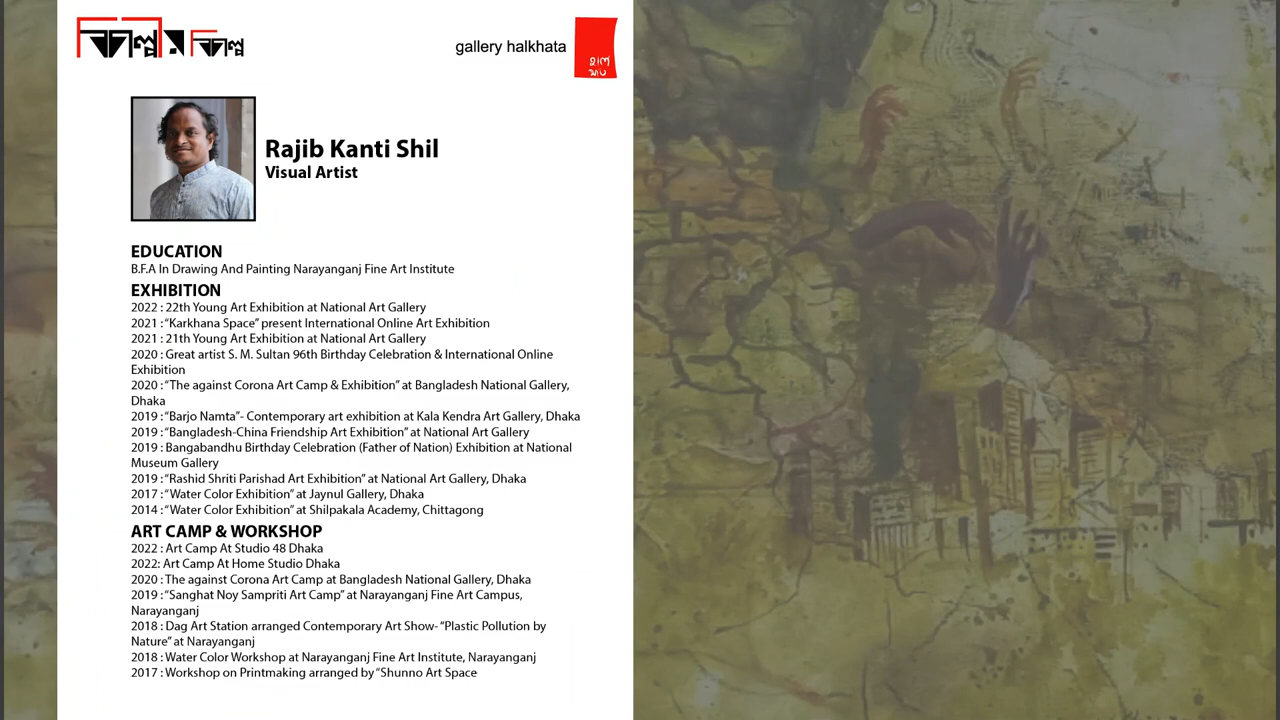 শিল্পীর শিল্প
gallery halkhata
হাল
খাতা
Rajib Kanti Shil
Visual Artist
EDUCATION
B.F.A In Drawing And Painting Narayanganj Fine Art Institute
EXHIBITION
2022 : 22th Young Art Exhibition at National Art Gallery
2021 : “Karkhana Space” present International Online Art Exhibition
2021 : 21th Young Art Exhibition at National Art Gallery
2020 : Great artist S. M. Sultan 96th Birthday Celebration & International Online
Exhibition
2020 : “The against Corona Art Camp & Exhibition” at Bangladesh National Gallery,
Dhaka
2019 : “Barjo Namta”- Contemporary art exhibition at Kala Kendra Art Gallery, Dhaka
2019 : “Bangladesh-China Friendship Art Exhibition” at National Art Gallery
2019 : Bangabandhu Birthday Celebration (Father of Nation) Exhibition at National
Museum Gallery
2019 : “Rashid Shriti Parishad Art Exhibition” at National Art Gallery, Dhaka
2017 : “Water Color Exhibition” at Jaynul Gallery, Dhaka
2014 : “Water Color Exhibition” at Shilpakala Academy, Chittagong
ART CAMP & WORKSHOP
2022 : Art Camp At Studio 48 Dhaka
2022: Art Camp At Home Studio Dhaka
2020 : The against Corona Art Camp at Bangladesh National Gallery, Dhaka
2019 : “Sanghat Noy Sampriti Art Camp” at Narayanganj Fine Art Campus,
Narayanganj
2018 : Dag Art Station arranged Contemporary Art Show- “Plastic Pollution by
Nature” at Narayanganj
2018 : Water Color Workshop at Narayanganj Fine Art Institute, Narayanganj
2017 : Workshop on Printmaking arranged by “Shunno Art Space